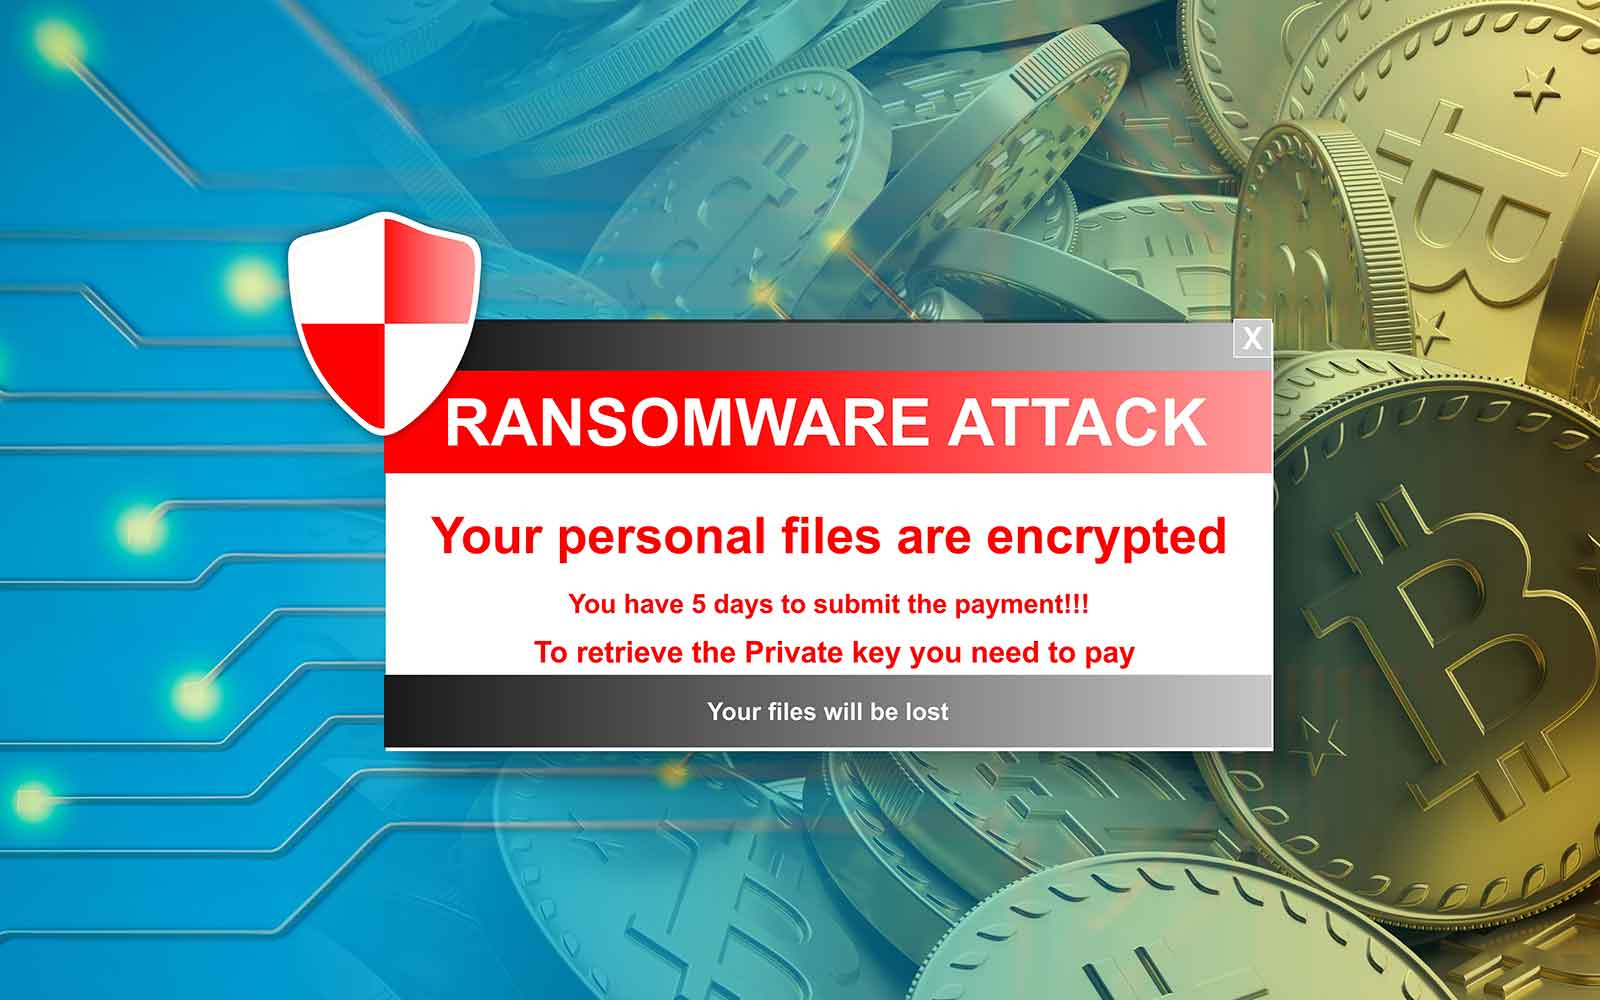 X
RANSOMWARE ATTACK
Your personal files are encrypted
You have 5 days to submit the payment!!!
To retrieve the Private key you need to pay
Your files will be lost